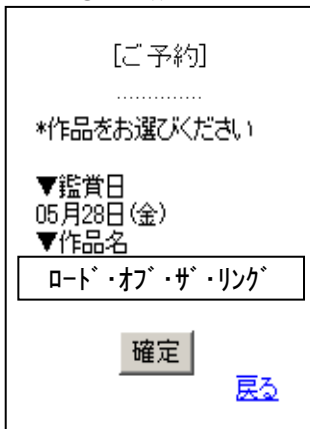 [ご予約]
..............
*作品をお選びください
▼鑑賞日
05月28日(金)
▼作品名
ﾛｰﾄﾞ･ｵﾌﾞ･ｻﾞ･ﾘﾝｸﾞ
確定
戻る